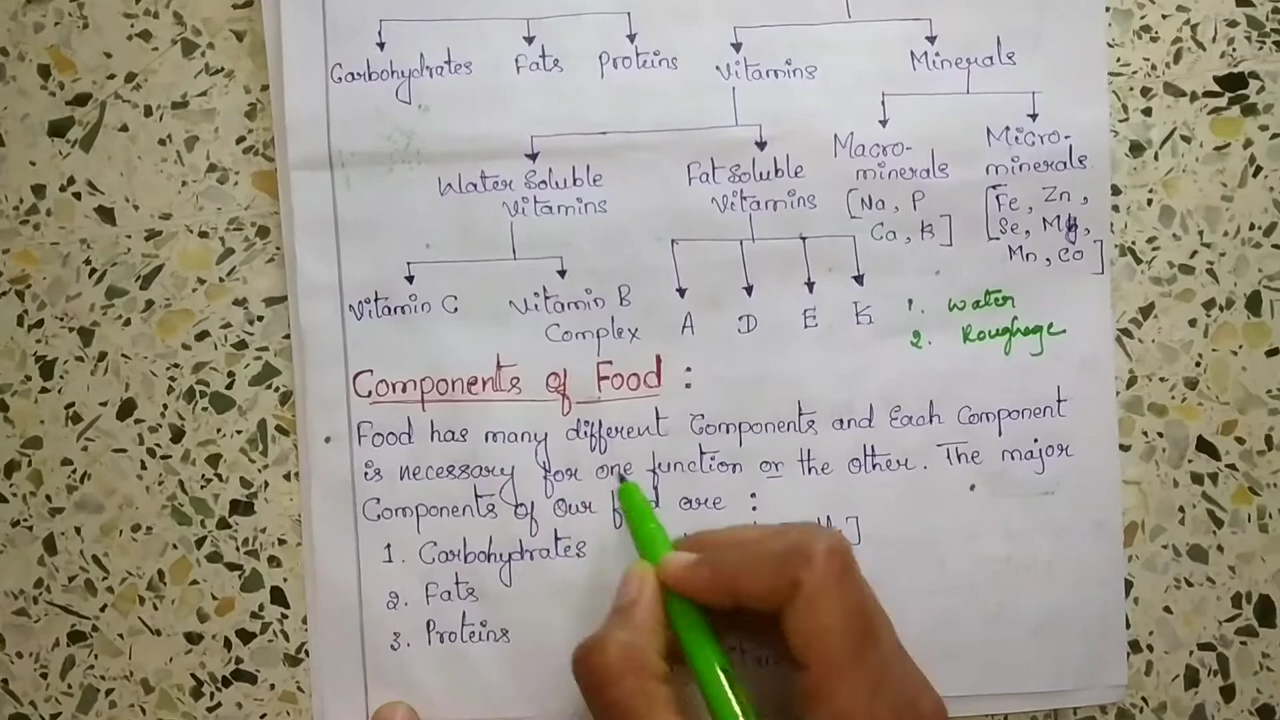 Carbohydrates Fats Proteins Vitamins Minerals
Water Soluble Vitamins
Fat Soluble Vitamins
Macro-minerals
[Na, P
Ca, K]
Micro-minerals
[Fe, Zn,
Se,
Mn, Co]
Vitamin C
Vitamin B Complex
A D E K
1. Water
2. Roughage
Components of Food :
Food has many different Components and Each Component
is necessary for one function or the other. The major
Components of Our food are :
1. Carbohydrates
2. Fats
3. Proteins